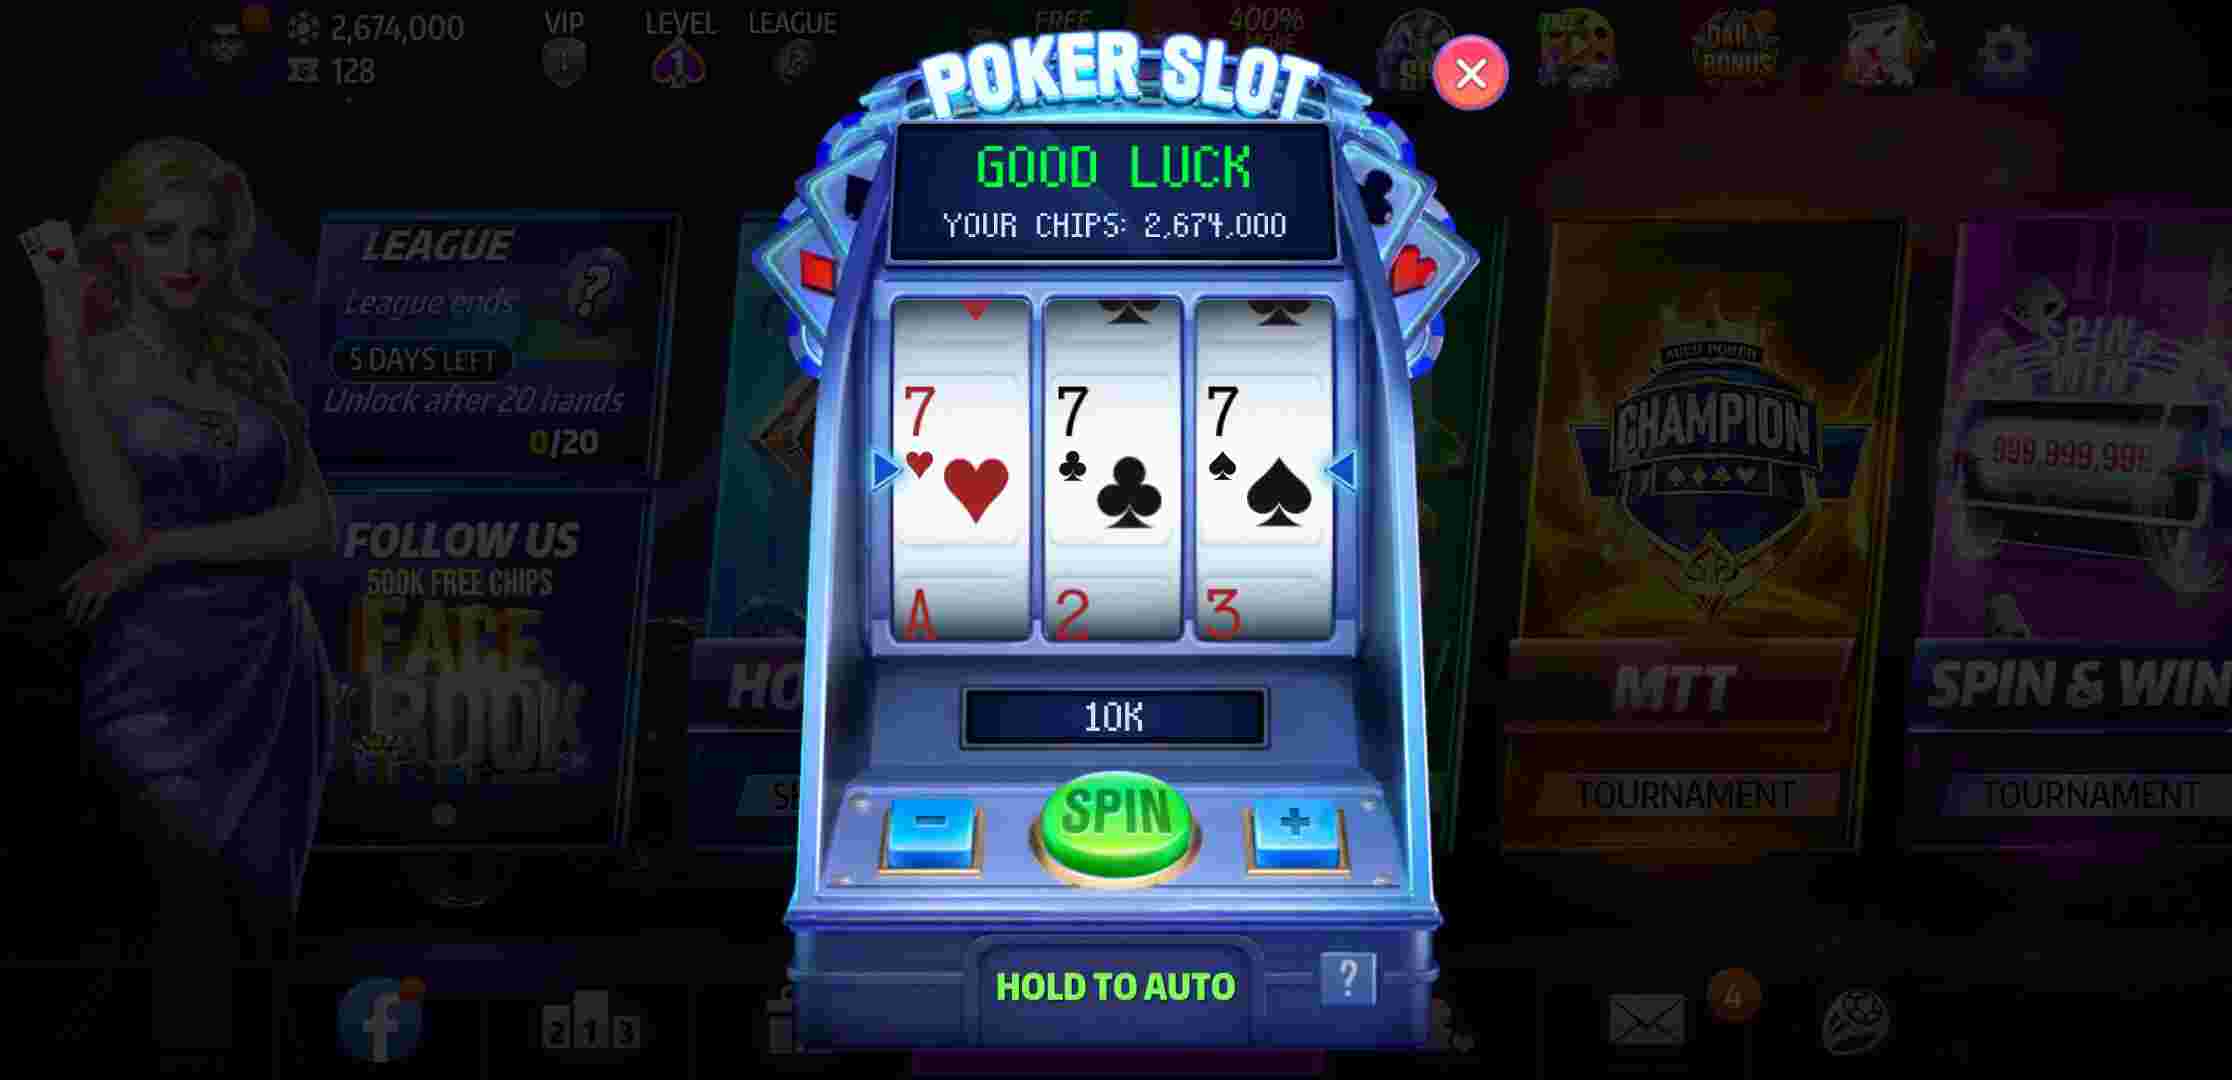 2,674,000
128
VIP
LEVEL
1
LEAGUE
FREE
400%
MORE
DAILY
BONUS
POKER SLOT
GOOD LUCK
YOUR CHIPS: 2,674,000
LEAGUE
League ends
?
5 DAYS LEFT
Unlock after 20 hands
0/20
FOLLOW US
500K FREE CHIPS
FACE
BOOK
7
7
7
A
2
3
10K
-
SPIN
+
HOLD TO AUTO
?
HO
SH
CHAMPION
MTT
TOURNAMENT
SPIN &
WIN
999,999,999
SPIN & WIN
TOURNAMENT
f
2 1 3
4